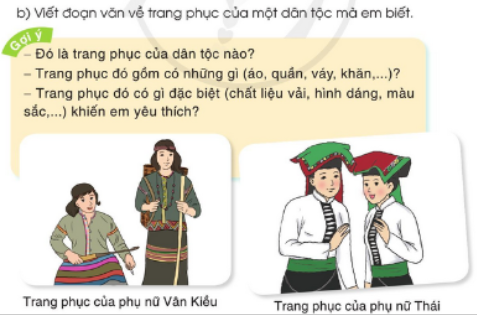 b) Viết đoạn văn về trang phục của một dân tộc mà em biết.
Gợi ý
– Đó là trang phục của dân tộc nào?
– Trang phục đó gồm có những gì (áo, quần, váy, khăn,...)?
– Trang phục đó có gì đặc biệt (chất liệu vải, hình dáng, màu
sắc,...) khiến em yêu thích?
Trang phục của phụ nữ Vân Kiều
Trang phục của phụ nữ Thái